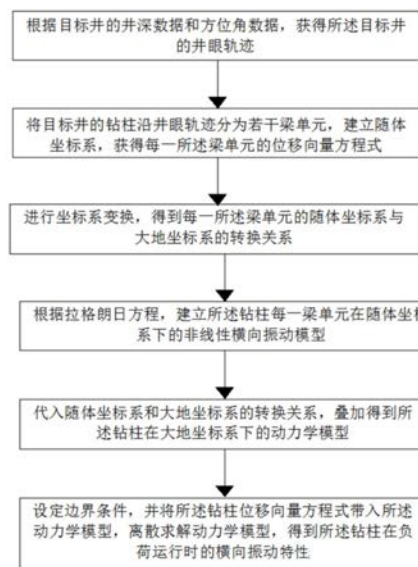 根据目标井的井深数据和方位角数据，获得所述目标井
的井眼轨迹
将目标井的钻柱沿井眼轨迹分为若干梁单元，建立随体
坐标系，获得每一所述梁单元的位移向量方程式
进行坐标系变换，得到每一所述梁单元的随体坐标系与
大地坐标系的转换关系
根据拉格朗日方程，建立所述钻柱每一梁单元在随体坐标
系下的非线性横向振动模型
代入随体坐标系和大地坐标系的转换关系，叠加得到所
述钻柱在大地坐标系下的动力学模型
设定边界条件，并将所述钻柱位移向量方程式带入所述
动力学模型，离散求解动力学模型，得到所述钻柱在负
荷运行时的横向振动特性